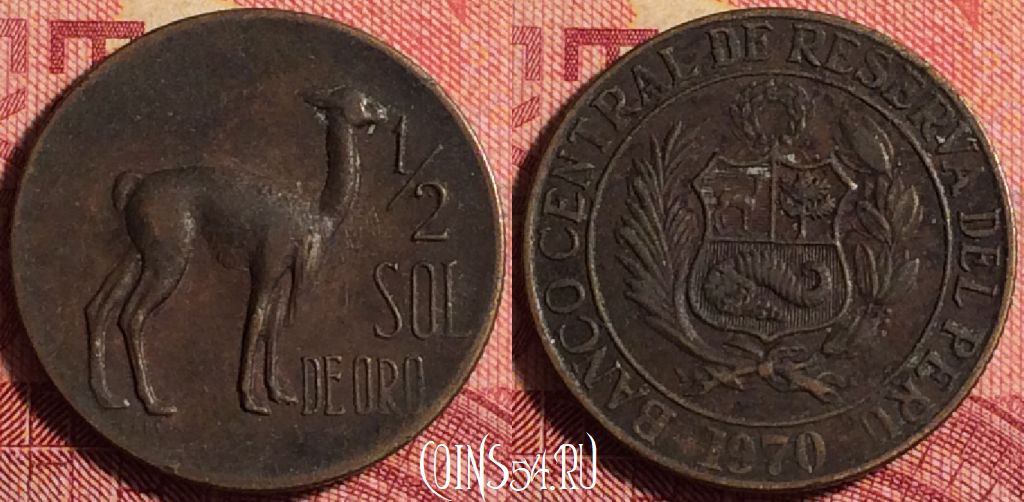 1/2
SOL
DE ORO
BANCO CENTRAL DE RESERVA DEL PERU
1970
COINS54.RU